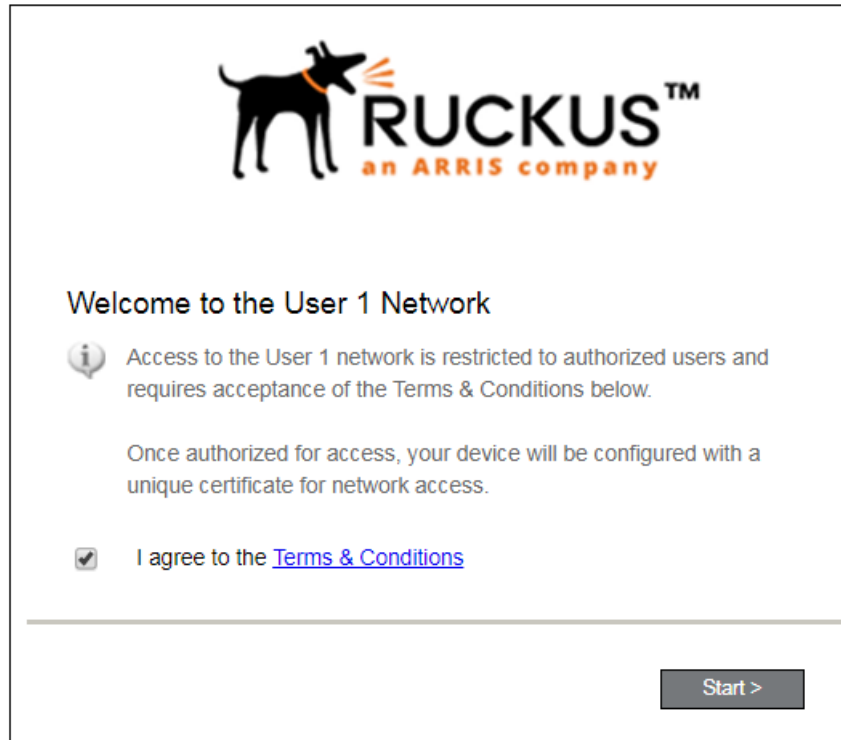 RUCKUS™
an ARRIS company
Welcome to the User 1 Network
Access to the User 1 network is restricted to authorized users and
requires acceptance of the Terms & Conditions below.
Once authorized for access, your device will be configured with a
unique certificate for network access.
I agree to the Terms & Conditions
Start >